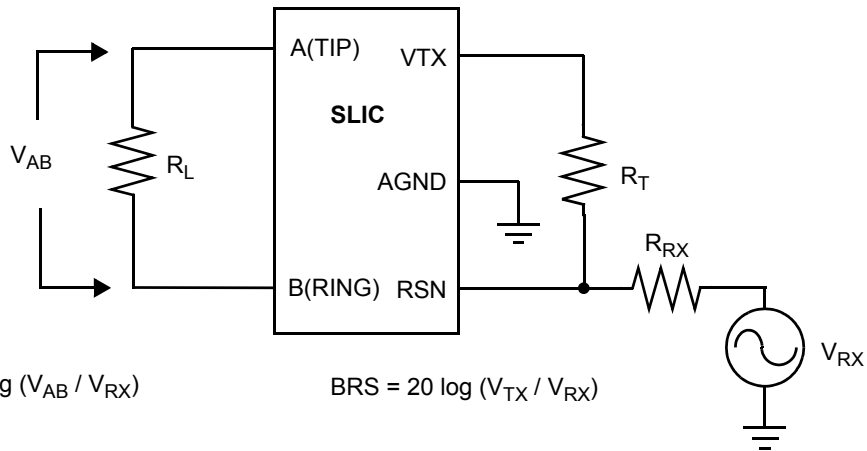 A(TIP)
VTX
SLIC
V_AB
R_L
AGND
R_T
R_RX
B(RING)
RSN
V_RX
g (V_AB / V_RX)
BRS = 20 log (V_TX / V_RX)